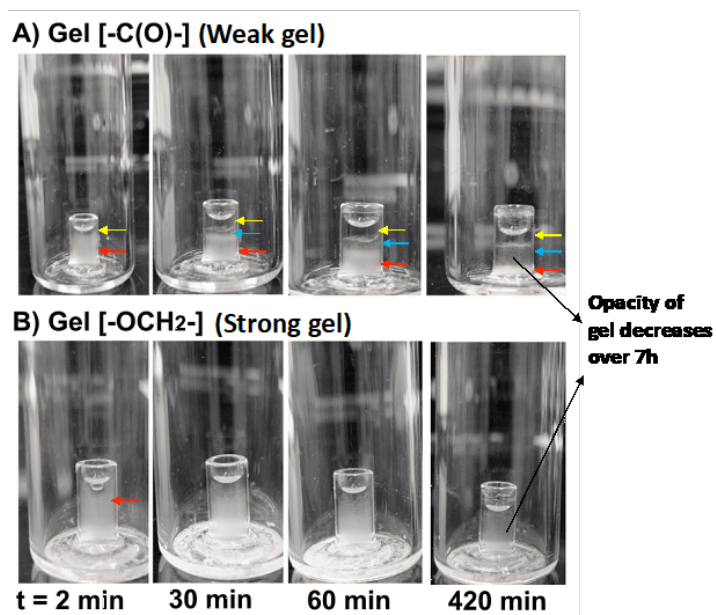 A) Gel [-C(O)-] (Weak gel)
Opacity of
gel decreases
over 7h
B) Gel [-OCH2-] (Strong gel)
t = 2 min 30 min 60 min 420 min